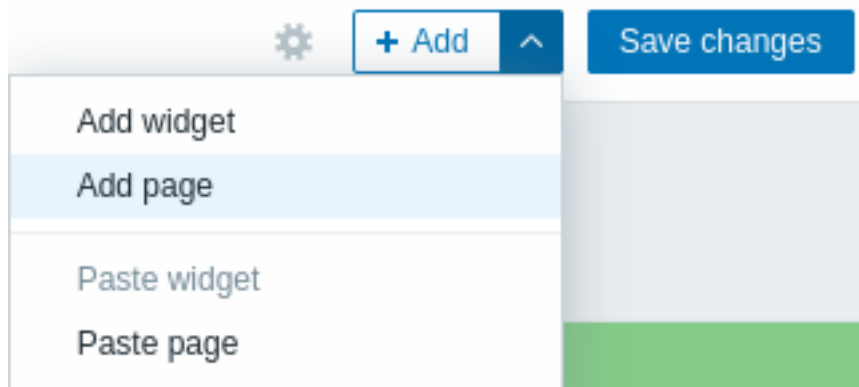 + Add
Save changes
Add widget
Add page
Paste widget
Paste page